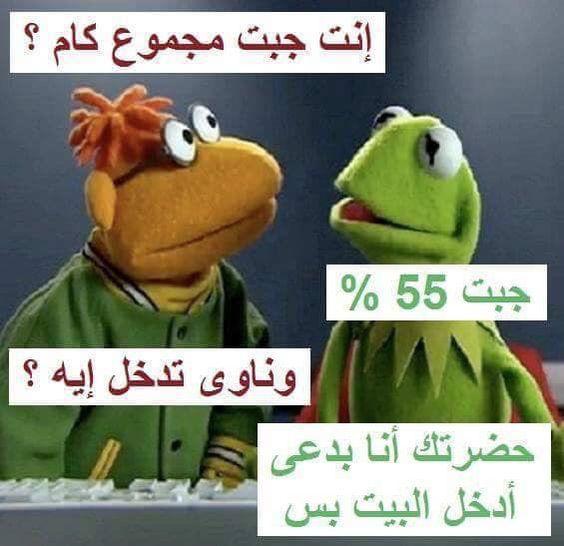 إنت جبت مجموع كام ؟
جبت 55 %
وناوى تدخل إيه ؟
حضرتك أنا بدعى
أدخل البيت بس